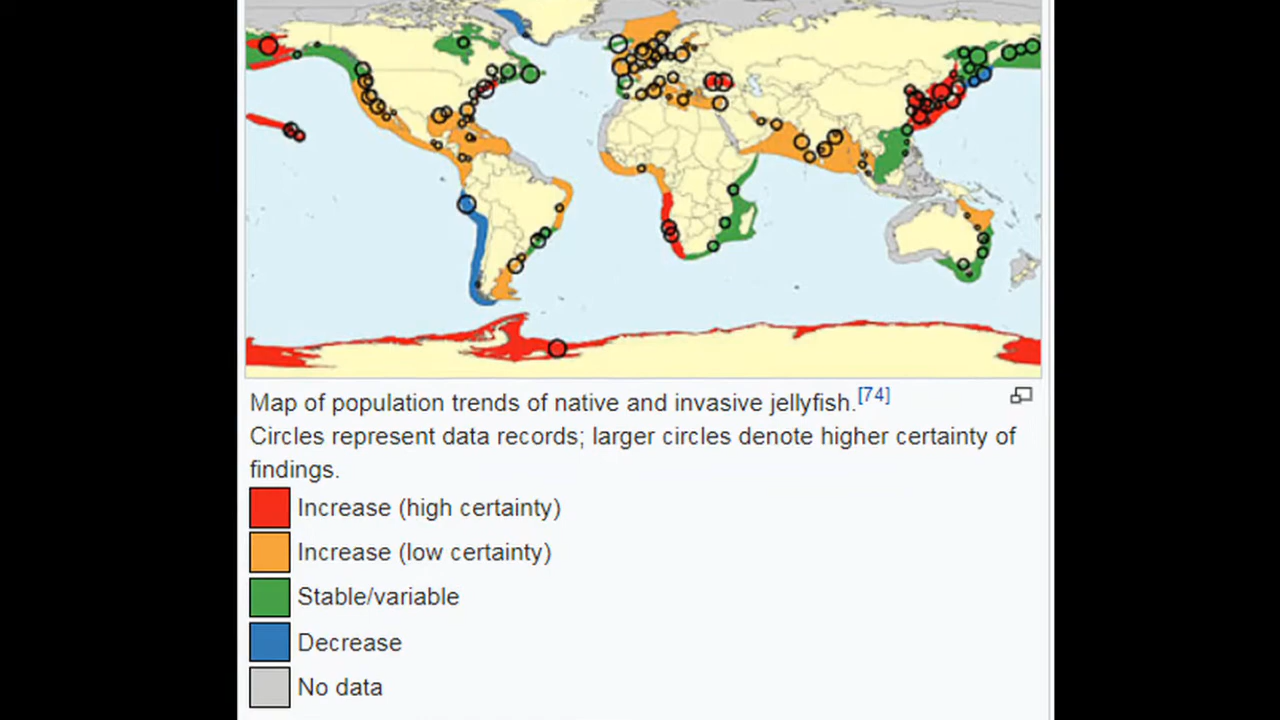 Map of population trends of native and invasive jellyfish.[74]
Circles represent data records; larger circles denote higher certainty of
findings.
Increase (high certainty)
Increase (low certainty)
Stable/variable
Decrease
No data